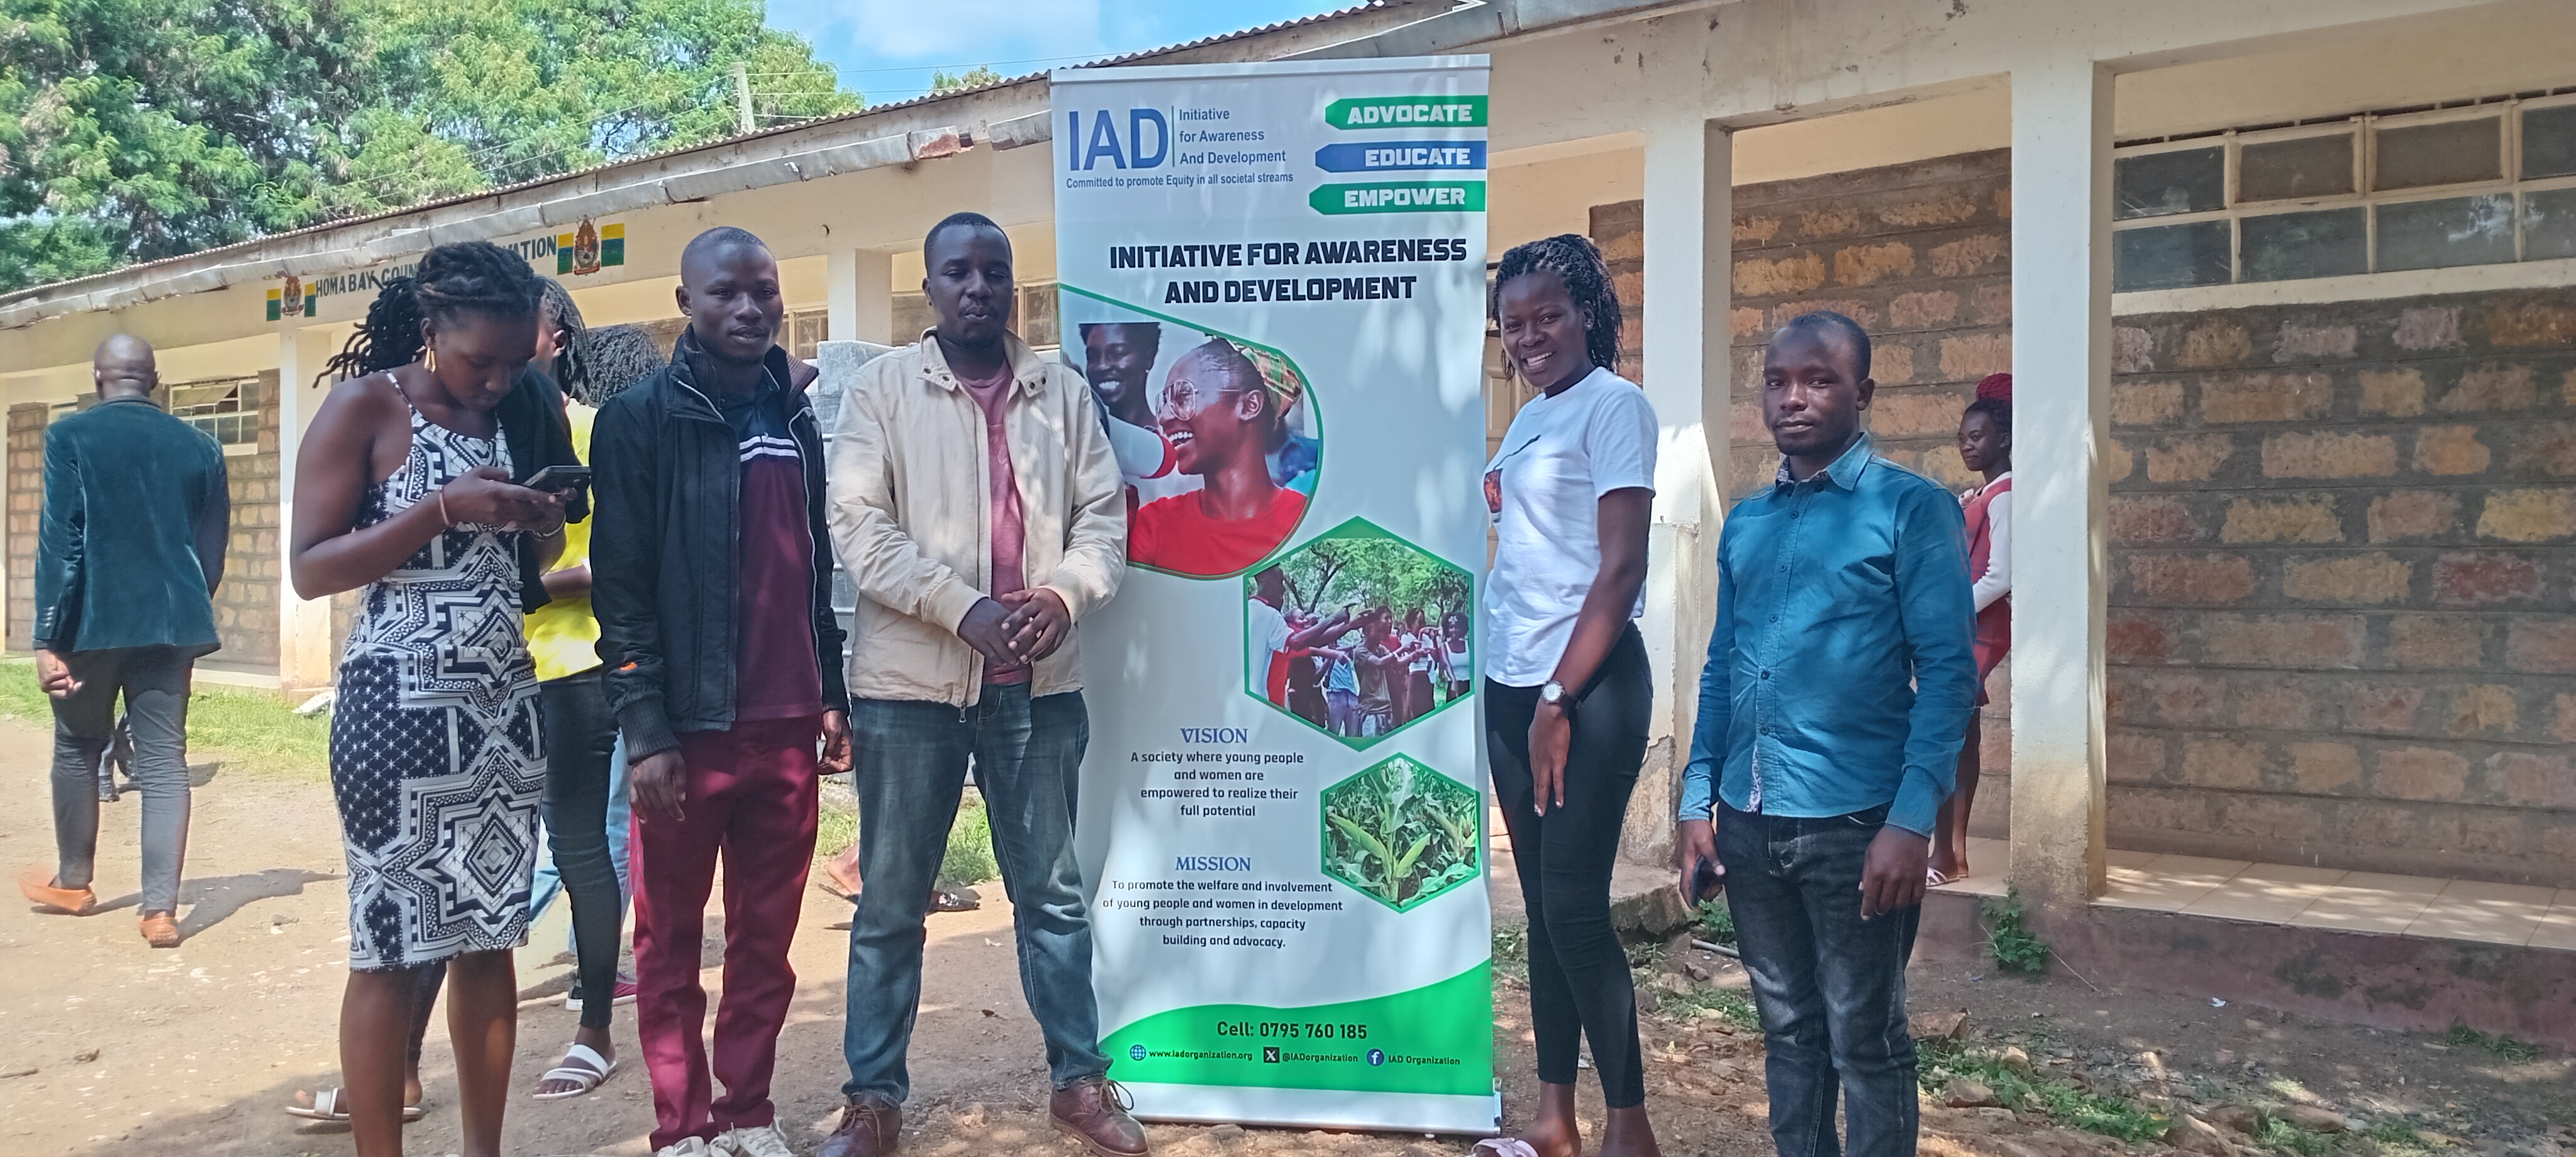 HOMA BAY COUN
VATION
IAD
Initiative
for Awareness
And Development
Committed to promote Equity in all societal streams
ADVOCATE
EDUCATE
EMPOWER
INITIATIVE FOR AWARENESS
AND DEVELOPMENT
VISION
A society where young people
and women are
empowered to realize their
full potential
MISSION
To promote the welfare and involvement
of young people and women in development
through partnerships, capacity
building and advocacy.
Cell: 0795 760 185
www.iadorganization.org X @IADorganization f IAD Organization